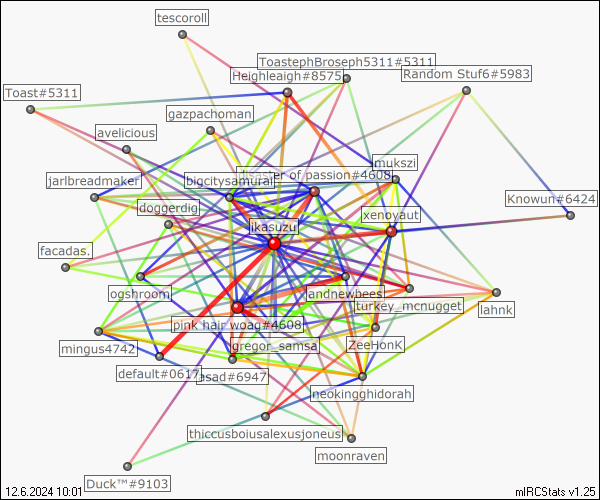 tescoroll
ToastephBroseph5311#5311
Heighleigh#8575
Random Stuf6#5983
Toast#5311
gazpachoman
avelicious
mukszi
disaster of passion#4608
bigcitysamurai
jarlbreadmaker
Knowun#6424
doggerdig
xenoyaut
ikasuzu
facadas.
ogshroom
andnewbees
turkey_mcnugget
lahnk
pink hair woag#4608
gregor_samsa
ZeeHonK
mingus4742
default#0617
asad#6947
neokingghidorah
thiccusboiusalexusjoneus
moonraven
Duck™#9103
12.6.2024 10:01
mIRCStats v1.25